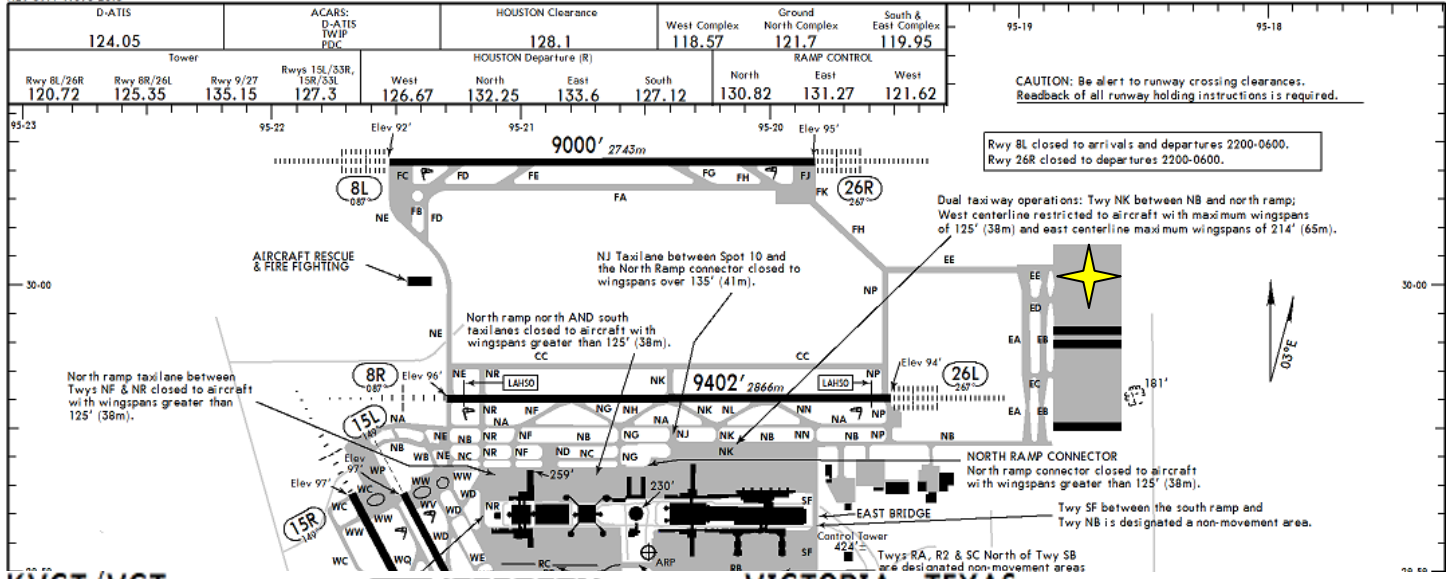 D-ATIS
124.05
ACARS:
D-ATIS
TWIP
PDC
HOUSTON Clearance
128.1
Ground
West Complex North Complex South &
East Complex
118.57 121.7 119.95
Tower
Rwy 8L/26R Rwy 8R/26L Rwy 9/27 Rwys 15L/33R,
15R/33L
120.72 125.35 135.15 127.3
HOUSTON Departure (R)
West North East South
126.67 132.25 133.6 127.12
RAMP CONTROL
North East West
130.82 131.27 121.62
95-19 95-18
CAUTION: Be alert to runway crossing clearances.
Readback of all runway holding instructions is required.
95-23 95-22 95-21 95-20
Elev 92' Elev 95'
9000' 2743m
Rwy 8L closed to arrivals and departures 2200-0600.
Rwy 26R closed to departures 2200-0600.
FC FD FE FG FH FJ
8L
087°
26R
267°
FK
FA
NE FB FD
FH
Dual taxiway operations: Twy NK between NB and north ramp;
West centerline restricted to aircraft with maximum wingspans
of 125' (38m) and east centerline maximum wingspans of 214' (65m).
AIRCRAFT RESCUE
& FIRE FIGHTING
NJ Taxilane between Spot 10 and
the North Ramp connector closed to
wingspans over 135' (41m).
EE
EE
30-00 30-00
NP
ED
03°E
North ramp north AND south
taxilanes closed to aircraft with
wingspans greater than 125' (38m).
NE
EA EB
CC CC
North ramp taxilane between
Twys NF & NR closed to aircraft
with wingspans greater than
125' (38m).
8R
087°
Elev 96'
NE NR
LAHSO
NK
9402' 2866m
LAHSO
NP
Elev 94'
26L
267°
EC
181'
NR NF NG NH NK NL NN NP
NA NA NA NA
EA EB
15L
149°
NE NB NR NF NB NG NJ NK NB NN NB NP NB
NB WB NE NC NR NF ND NC NG NK
Elev
97'
WP
NORTH RAMP CONNECTOR
North ramp connector closed to aircraft
with wingspans greater than 125' (38m).
Elev 97' WC WW WW WD
259' 230'
WC WV WD NR SF
15R
149°
WW WW
EAST BRIDGE
Twy SF between the south ramp and
Twy NB is designated a non-movement area.
WW WD
Control Tower
424'±
WC WQ WE RC ARP RB SF
Twys RA, R2 & SC North of Twy SB
are designated non-movement areas